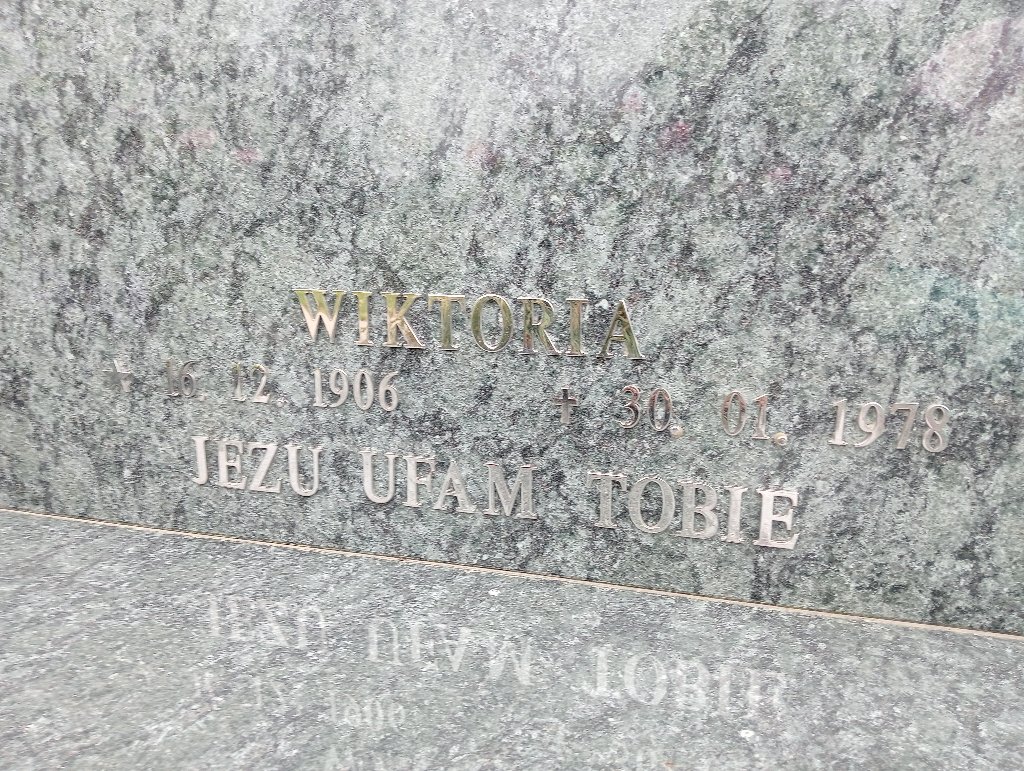 WIKTORIA
★ 16. 12. 1906 ✝ 30. 01. 1978
JEZU UFAM TOBIE